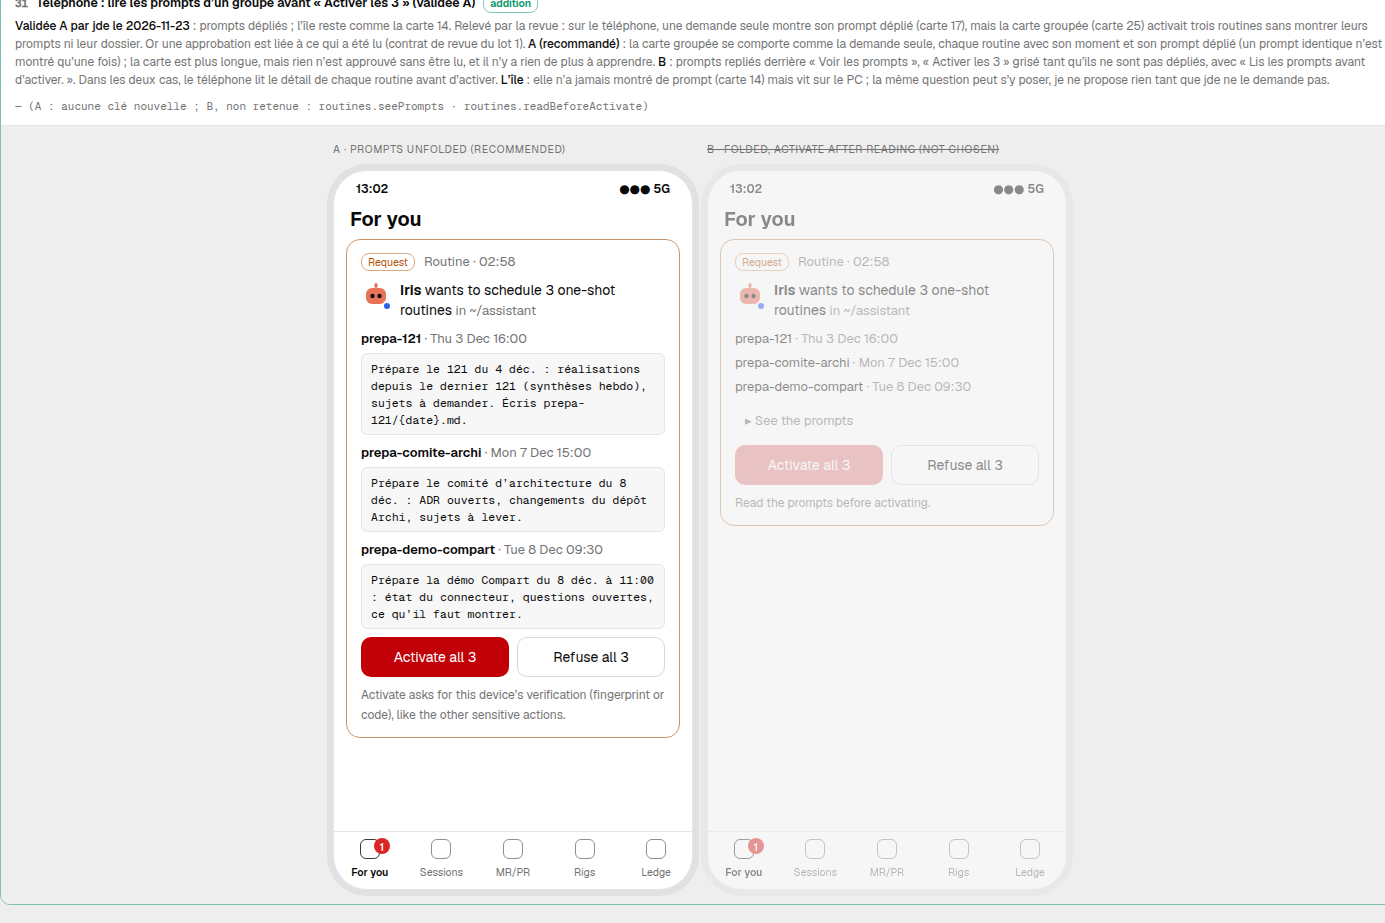 31 Téléphone : lire les prompts d'un groupe avant « Activer les 3 » (validée A) addition
Validée A par jde le 2026-11-23 : prompts dépliés ; l'île reste comme la carte 14. Relevé par la revue : sur le téléphone, une demande seule montre son prompt déplié (carte 17), mais la carte groupée (carte 25) activait trois routines sans montrer leurs
prompts ni leur dossier. Or une approbation est liée à ce qui a été lu (contrat de revue du lot 1). A (recommandé) : la carte groupée se comporte comme la demande seule, chaque routine avec son moment et son prompt déplié (un prompt identique n'est
montré qu'une fois) ; la carte est plus longue, mais rien n'est approuvé sans être lu, et il n'y a rien de plus à apprendre. B : prompts repliés derrière « Voir les prompts », « Activer les 3 » grisé tant qu'ils ne sont pas dépliés, avec « Lis les prompts avant
d'activer. ». Dans les deux cas, le téléphone lit le détail de chaque routine avant d'activer. L'île : elle n'a jamais montré de prompt (carte 14) mais vit sur le PC ; la même question peut s'y poser, je ne propose rien tant que jde ne le demande pas.
— (A : aucune clé nouvelle ; B, non retenue : routines.seePrompts · routines.readBeforeActivate)
A · PROMPTS UNFOLDED (RECOMMENDED)
13:02 ●●● 5G
For you
Request Routine · 02:58
Iris wants to schedule 3 one-shot
routines in ~/assistant
prepa-121 · Thu 3 Dec 16:00
Prépare le 121 du 4 déc. : réalisations
depuis le dernier 121 (synthèses hebdo),
sujets à demander. Écris prepa-
121/{date}.md.
prepa-comite-archi · Mon 7 Dec 15:00
Prépare le comité d'architecture du 8
déc. : ADR ouverts, changements du dépôt
Archi, sujets à lever.
prepa-demo-compart · Tue 8 Dec 09:30
Prépare la démo Compart du 8 déc. à 11:00
: état du connecteur, questions ouvertes,
ce qu'il faut montrer.
Activate all 3 Refuse all 3
Activate asks for this device's verification (fingerprint or
code), like the other sensitive actions.
1
For you Sessions MR/PR Rigs Ledge
B · FOLDED, ACTIVATE AFTER READING (NOT CHOSEN)
13:02 ●●● 5G
For you
Request Routine · 02:58
Iris wants to schedule 3 one-shot
routines in ~/assistant
prepa-121 · Thu 3 Dec 16:00
prepa-comite-archi · Mon 7 Dec 15:00
prepa-demo-compart · Tue 8 Dec 09:30
▸ See the prompts
Activate all 3 Refuse all 3
Read the prompts before activating.
1
For you Sessions MR/PR Rigs Ledge